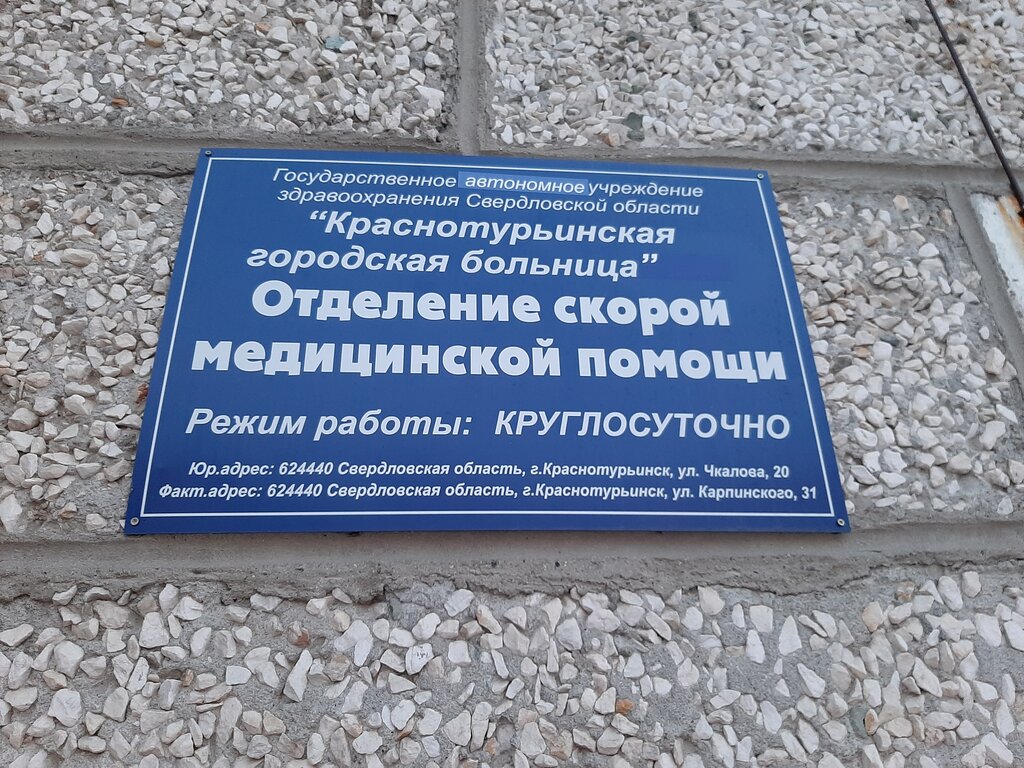 Государственное автономное учреждение
здравоохранения Свердловской области
“Краснотурьинская
городская больница”
Отделение скорой
медицинской помощи
Режим работы: КРУГЛОСУТОЧНО
Юр.адрес: 624440 Свердловская область, г.Краснотурьинск, ул. Чкалова, 20
Факт.адрес: 624440 Свердловская область, г.Краснотурьинск, ул. Карпинского, 31